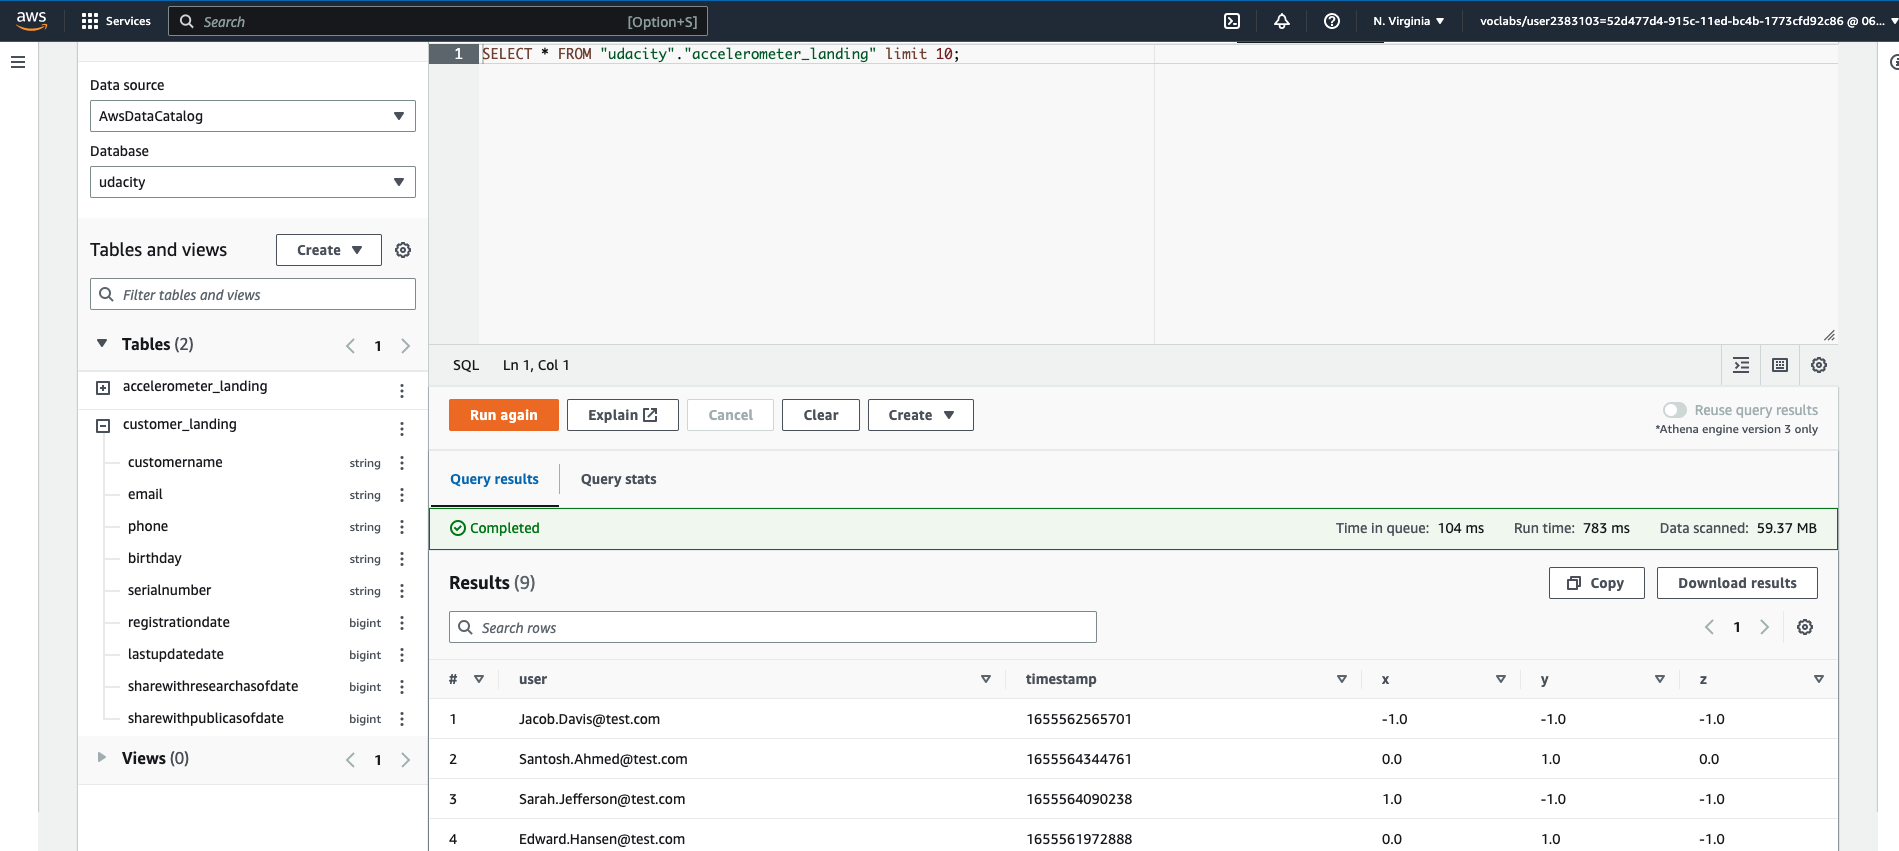 aws Services Search [Option+S] N. Virginia voclabs/user2383103=52d477d4-915c-11ed-bc4b-1773cfd92c86 @ 06...
Data source
AwsDataCatalog
Database
udacity
Tables and views Create
Filter tables and views
Tables (2) 1
accelerometer_landing
customer_landing
customername string
email string
phone string
birthday string
serialnumber string
registrationdate bigint
lastupdatedate bigint
sharewithresearchasofdate bigint
sharewithpublicasofdate bigint
Views (0) 1
1 SELECT * FROM "udacity"."accelerometer_landing" limit 10;
SQL Ln 1, Col 1
Run again Explain Cancel Clear Create
Reuse query results
*Athena engine version 3 only
Query results Query stats
Completed Time in queue: 104 ms Run time: 783 ms Data scanned: 59.37 MB
Results (9) Copy Download results
Search rows 1
# user timestamp x y z
1 Jacob.Davis@test.com 1655562565701 -1.0 -1.0 -1.0
2 Santosh.Ahmed@test.com 1655564344761 0.0 1.0 0.0
3 Sarah.Jefferson@test.com 1655564090238 1.0 -1.0 -1.0
4 Edward.Hansen@test.com 1655561972888 0.0 1.0 -1.0